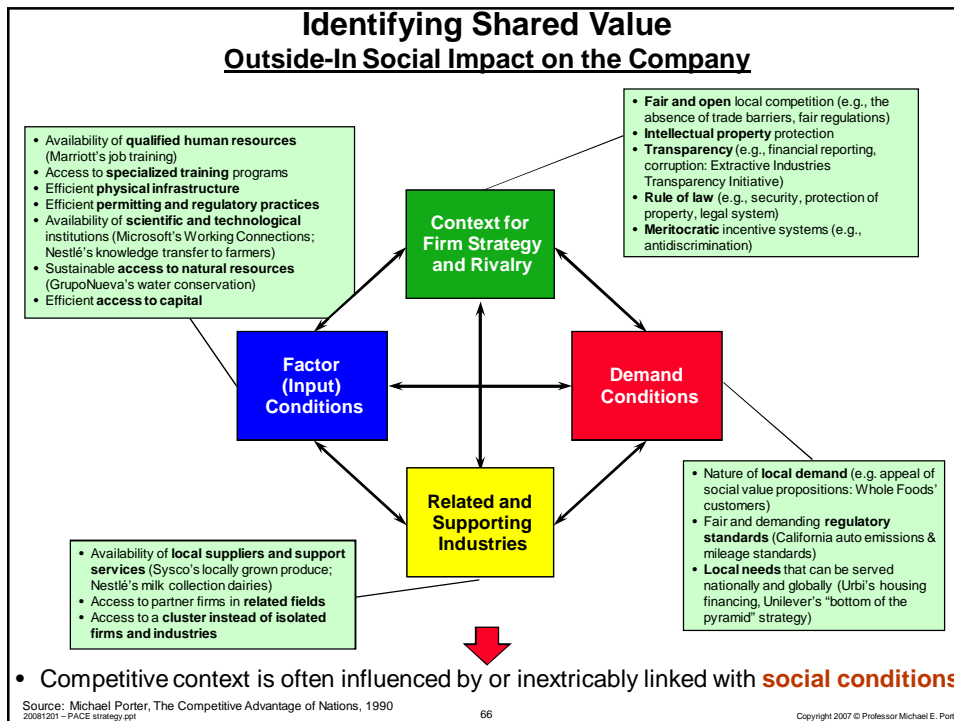 Identifying Shared Value
Outside-In Social Impact on the Company
• Availability of qualified human resources
(Marriott's job training)
• Access to specialized training programs
• Efficient physical infrastructure
• Efficient permitting and regulatory practices
• Availability of scientific and technological
institutions (Microsoft's Working Connections;
Nestlé's knowledge transfer to farmers)
• Sustainable access to natural resources
(GrupoNueva's water conservation)
• Efficient access to capital
• Fair and open local competition (e.g., the
absence of trade barriers, fair regulations)
• Intellectual property protection
• Transparency (e.g., financial reporting,
corruption: Extractive Industries
Transparency Initiative)
• Rule of law (e.g., security, protection of
property, legal system)
• Meritocratic incentive systems (e.g.,
antidiscrimination)
Context for
Firm Strategy
and Rivalry
Factor
(Input)
Conditions
Demand
Conditions
Related and
Supporting
Industries
• Availability of local suppliers and support
services (Sysco's locally grown produce;
Nestlé's milk collection dairies)
• Access to partner firms in related fields
• Access to a cluster instead of isolated
firms and industries
• Nature of local demand (e.g. appeal of
social value propositions: Whole Foods'
customers)
• Fair and demanding regulatory
standards (California auto emissions &
mileage standards)
• Local needs that can be served
nationally and globally (Urbi's housing
financing, Unilever's "bottom of the
pyramid" strategy)
• Competitive context is often influenced by or inextricably linked with social conditions
Source: Michael Porter, The Competitive Advantage of Nations, 1990
20081201 – PACE strategy.ppt
66
Copyright 2007 © Professor Michael E. Port